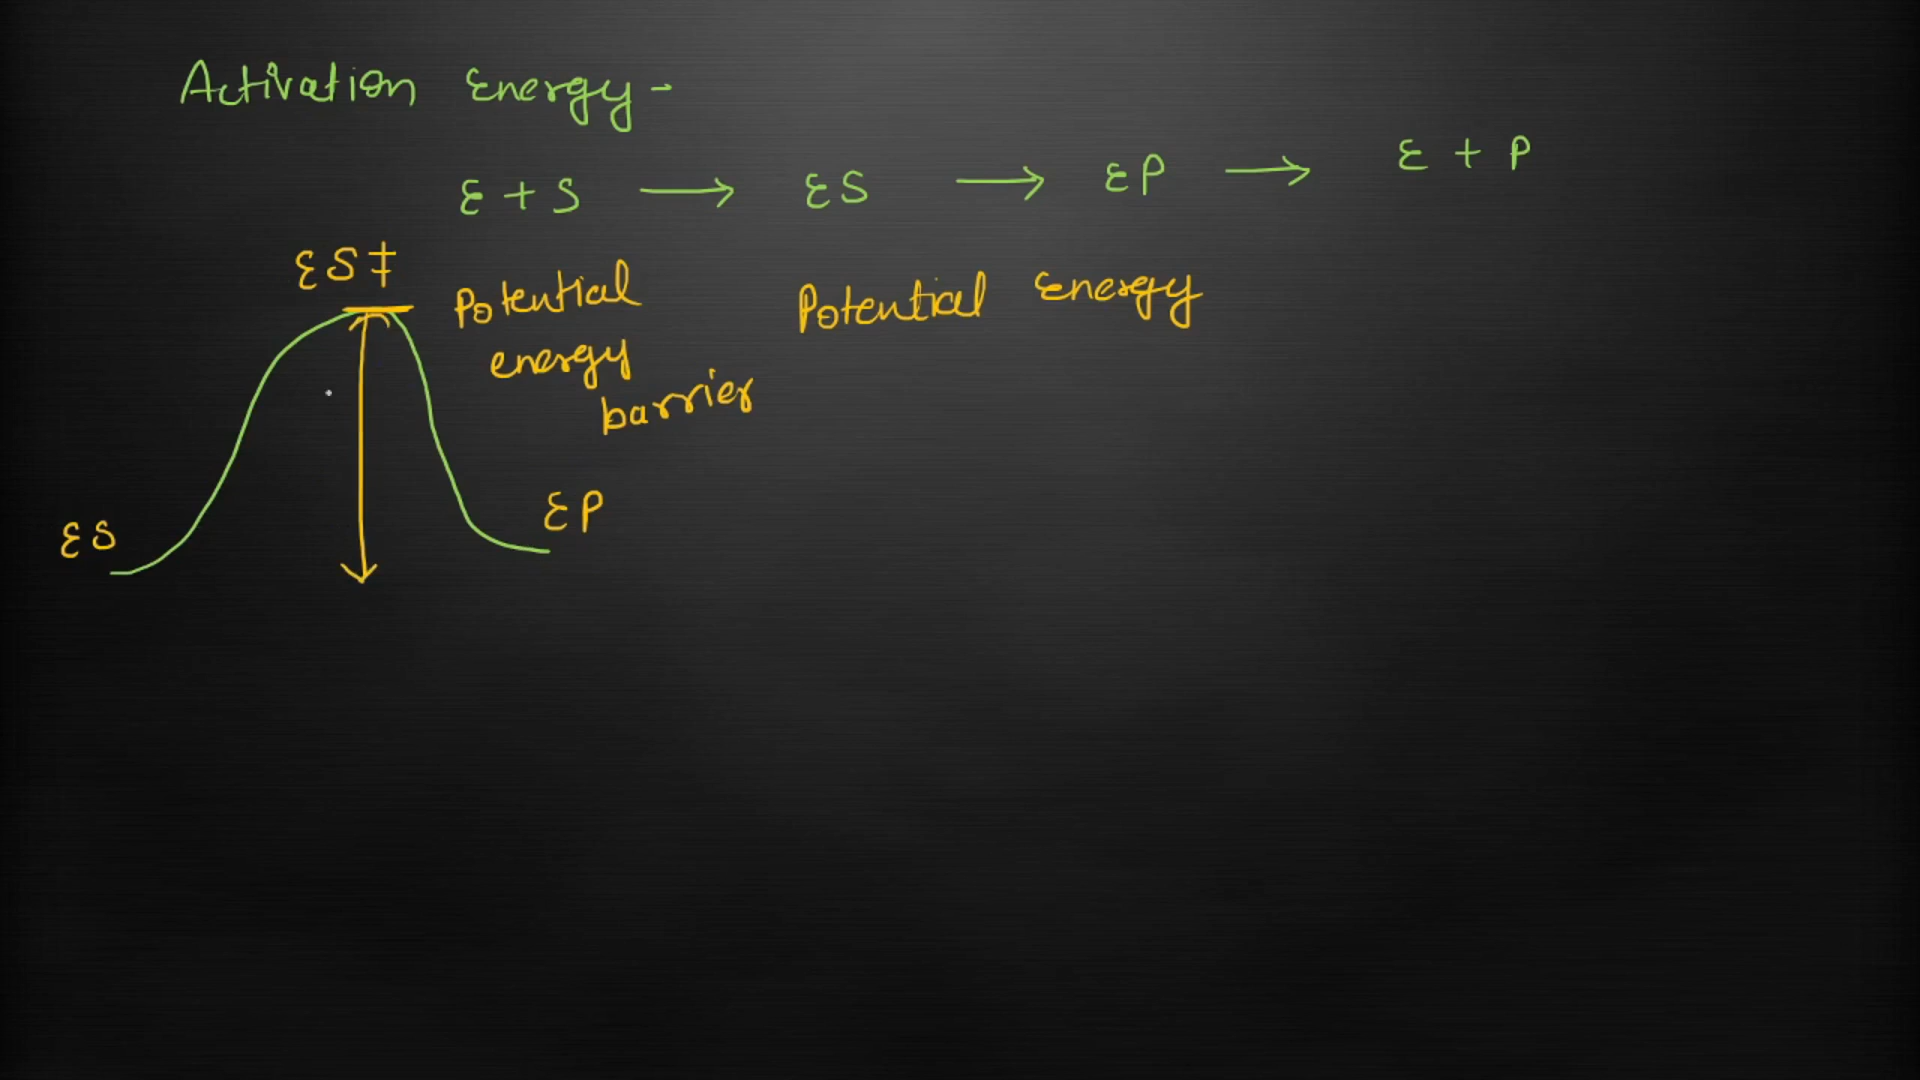 Activation Energy-
E + S → ES → EP → E + P
ES‡
Potential energy barrier
Potential Energy
ES
EP